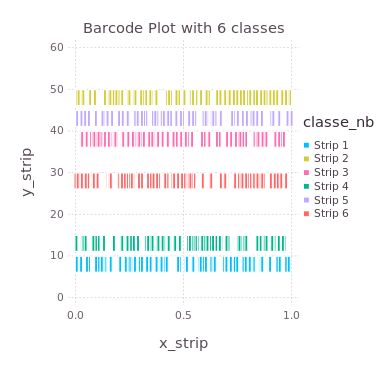 Barcode Plot with 6 classes
60
50
40
30
20
10
0
y_strip
0.0
0.5
1.0
x_strip
classe_nb
Strip 1
Strip 2
Strip 3
Strip 4
Strip 5
Strip 6